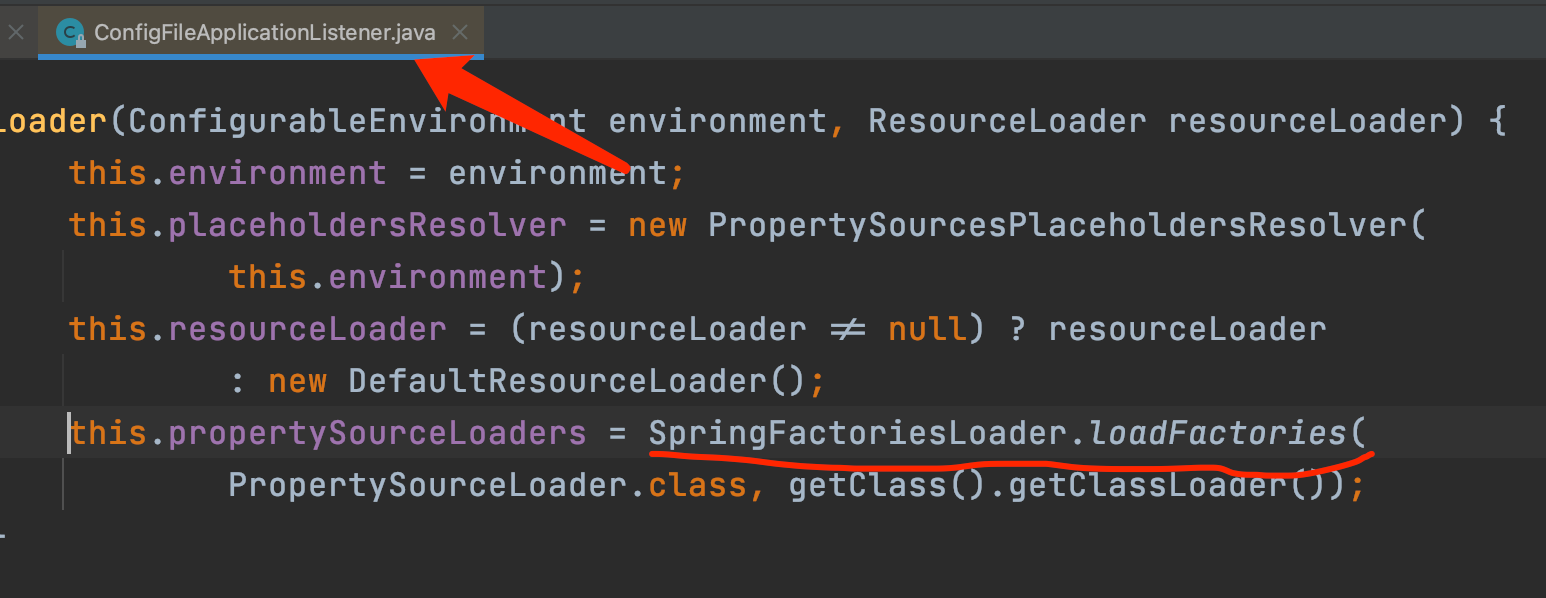 ConfigFileApplicationListener.java
Loader(ConfigurableEnvironment environment, ResourceLoader resourceLoader) {
this.environment = environment;
this.placeholdersResolver = new PropertySourcesPlaceholdersResolver(
this.environment);
this.resourceLoader = (resourceLoader ≠ null) ? resourceLoader
: new DefaultResourceLoader();
this.propertySourceLoaders = SpringFactoriesLoader.loadFactories(
PropertySourceLoader.class, getClass().getClassLoader());